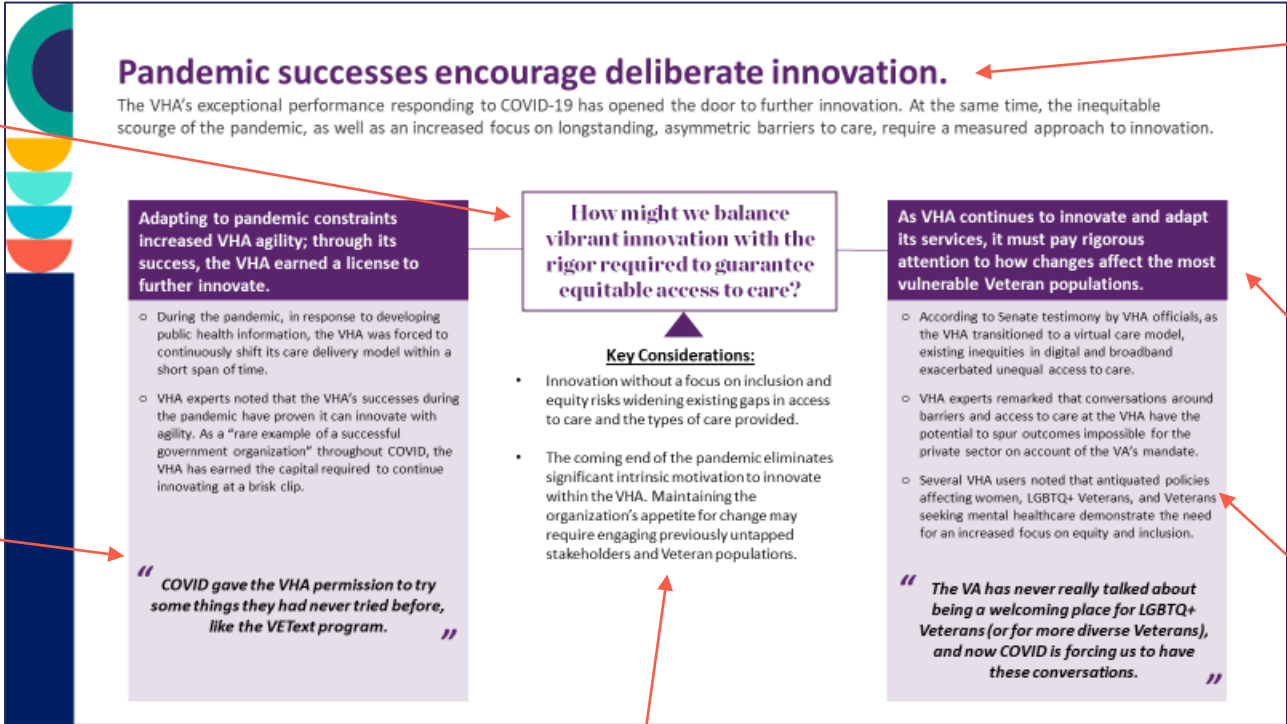 Pandemic successes encourage deliberate innovation.
The VHA's exceptional performance responding to COVID-19 has opened the door to further innovation. At the same time, the inequitable
scourge of the pandemic, as well as an increased focus on longstanding, asymmetric barriers to care, require a measured approach to innovation.
Adapting to pandemic constraints
increased VHA agility; through its
success, the VHA earned a license to
further innovate.
○ During the pandemic, in response to developing
public health information, the VHA was forced to
continuously shift its care delivery model within a
short span of time.
○ VHA experts noted that the VHA's successes during
the pandemic have proven it can innovate with
agility. As a "rare example of a successful
government organization" throughout COVID, the
VHA has earned the capital required to continue
innovating at a brisk clip.
“ COVID gave the VHA permission to try
some things they had never tried before,
like the VEText program. ”
How might we balance
vibrant innovation with the
rigor required to guarantee
equitable access to care?
Key Considerations:
• Innovation without a focus on inclusion and
equity risks widening existing gaps in access
to care and the types of care provided.
• The coming end of the pandemic eliminates
significant intrinsic motivation to innovate
within the VHA. Maintaining the
organization's appetite for change may
require engaging previously untapped
stakeholders and Veteran populations.
As VHA continues to innovate and adapt
its services, it must pay rigorous
attention to how changes affect the most
vulnerable Veteran populations.
○ According to Senate testimony by VHA officials, as
the VHA transitioned to a virtual care model,
existing inequities in digital and broadband
exacerbated unequal access to care.
○ VHA experts remarked that conversations around
barriers and access to care at the VHA have the
potential to spur outcomes impossible for the
private sector on account of the VA's mandate.
○ Several VHA users noted that antiquated policies
affecting women, LGBTQ+ Veterans, and Veterans
seeking mental healthcare demonstrate the need
for an increased focus on equity and inclusion.
“ The VA has never really talked about
being a welcoming place for LGBTQ+
Veterans (or for more diverse Veterans),
and now COVID is forcing us to have
these conversations. ”